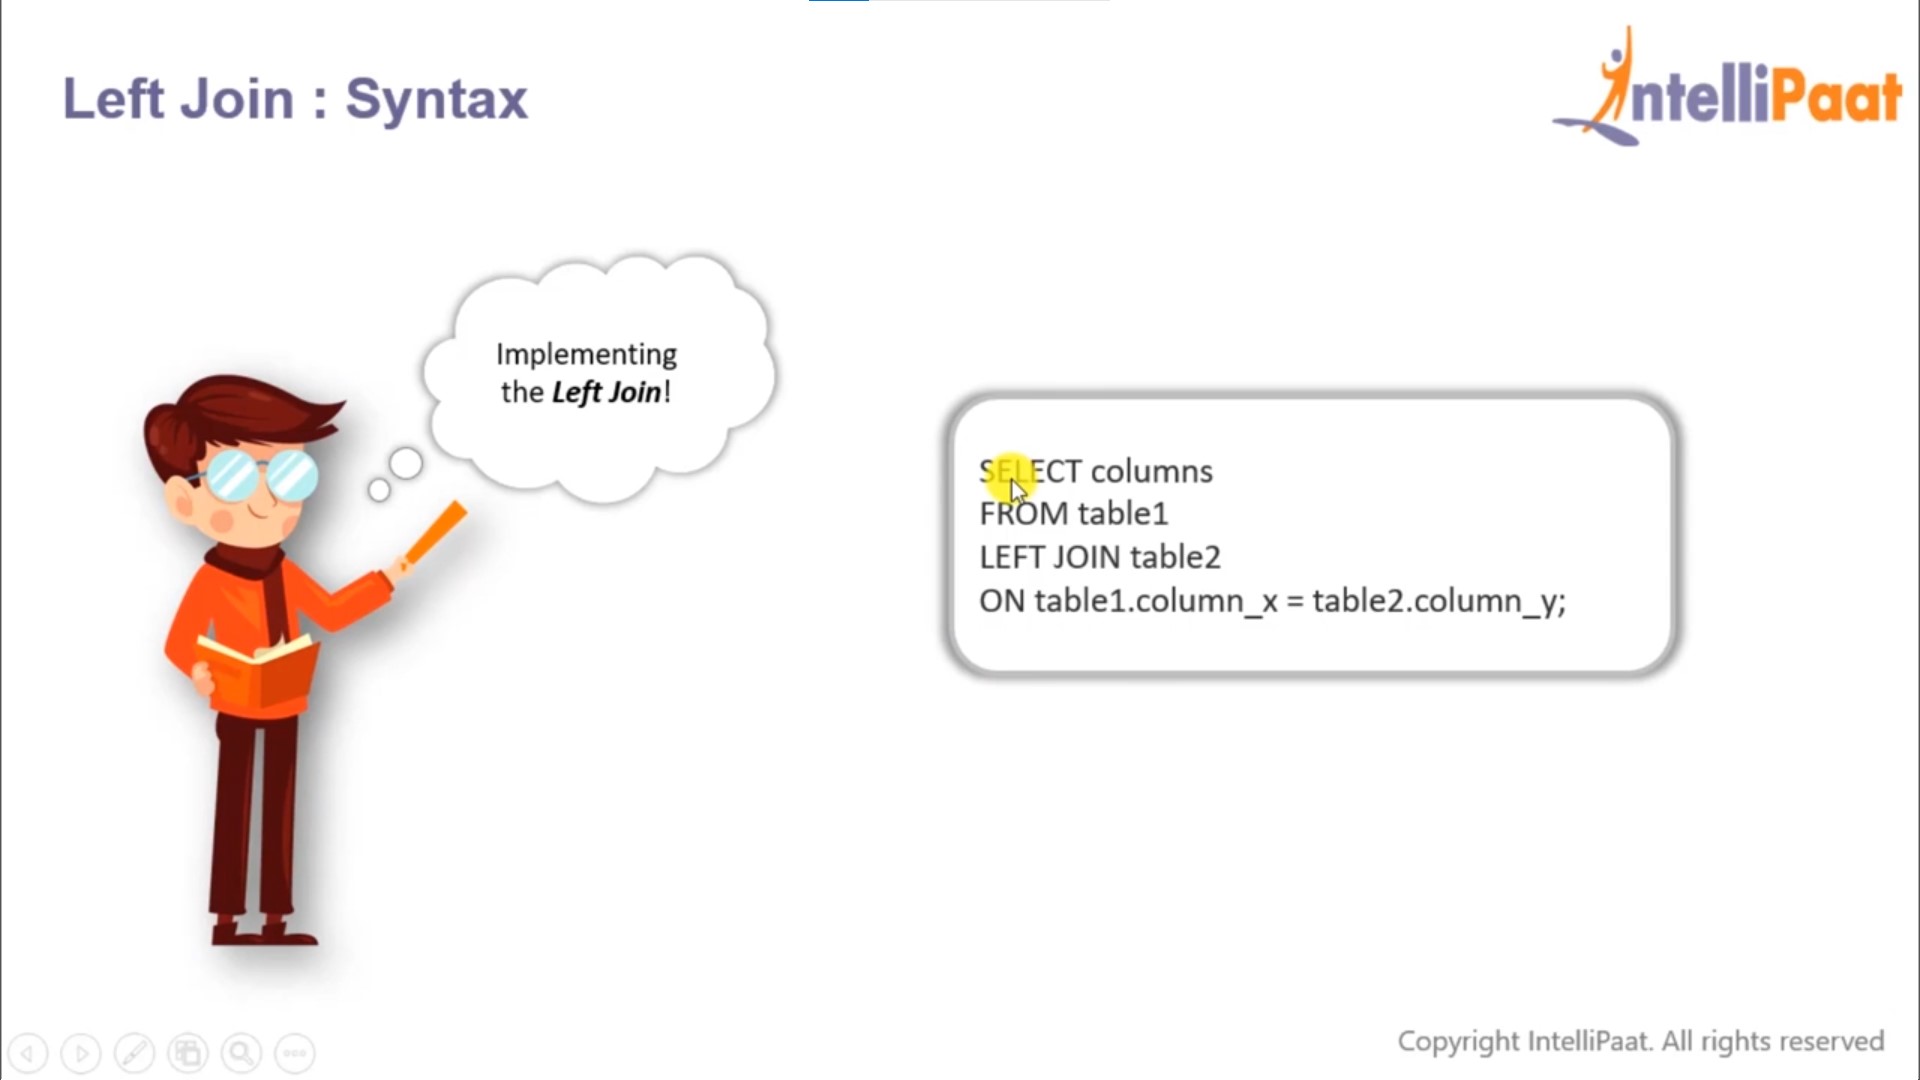 Left Join : Syntax
IntelliPaat
Implementing
the Left Join!
SELECT columns
FROM table1
LEFT JOIN table2
ON table1.column_x = table2.column_y;
Copyright IntelliPaat. All rights reserved